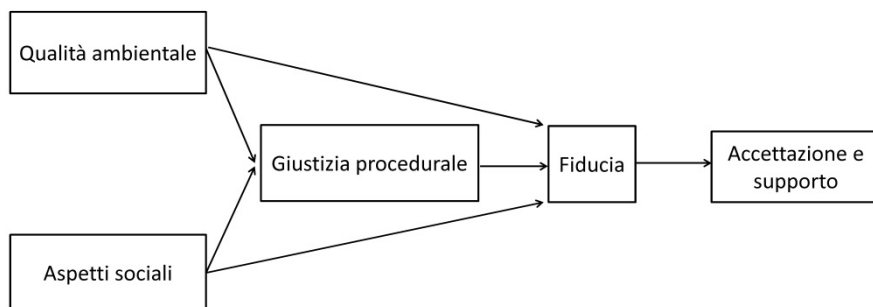 Qualità ambientale
Giustizia procedurale
Fiducia
Accettazione e
supporto
Aspetti sociali